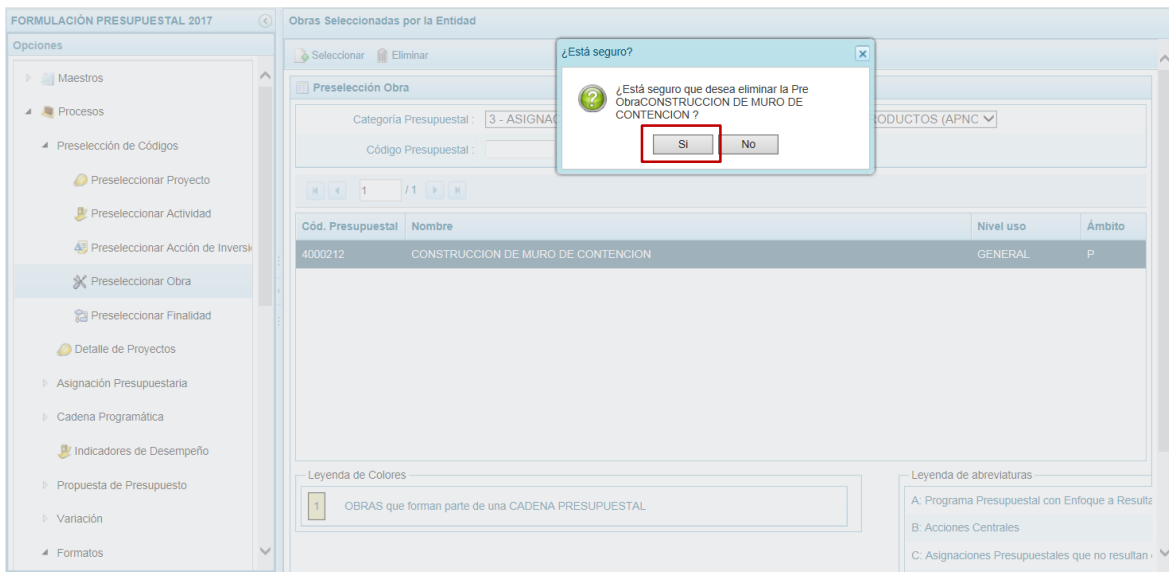 FORMULACIÓN PRESUPUESTAL 2017
Opciones
Maestros
Procesos
Preselección de Códigos
Preseleccionar Proyecto
Preseleccionar Actividad
Preseleccionar Acción de Inversi
Preseleccionar Obra
Preseleccionar Finalidad
Detalle de Proyectos
Asignación Presupuestaria
Cadena Programática
Indicadores de Desempeño
Propuesta de Presupuesto
Variación
Formatos
Obras Seleccionadas por la Entidad
Seleccionar Eliminar
Preselección Obra
Categoría Presupuestal : 3 - ASIGNAC RODUCTOS (APNC
Código Presupuestal :
¿Está seguro?
¿Está seguro que desea eliminar la Pre
ObraCONSTRUCCION DE MURO DE
CONTENCION ?
Si No
1 / 1
Cód. Presupuestal Nombre Nivel uso Ámbito
4000212 CONSTRUCCION DE MURO DE CONTENCION GENERAL P
Leyenda de Colores
1 OBRAS que forman parte de una CADENA PRESUPUESTAL
Leyenda de abreviaturas
A: Programa Presupuestal con Enfoque a Resulta
B: Acciones Centrales
C: Asignaciones Presupuestales que no resultan